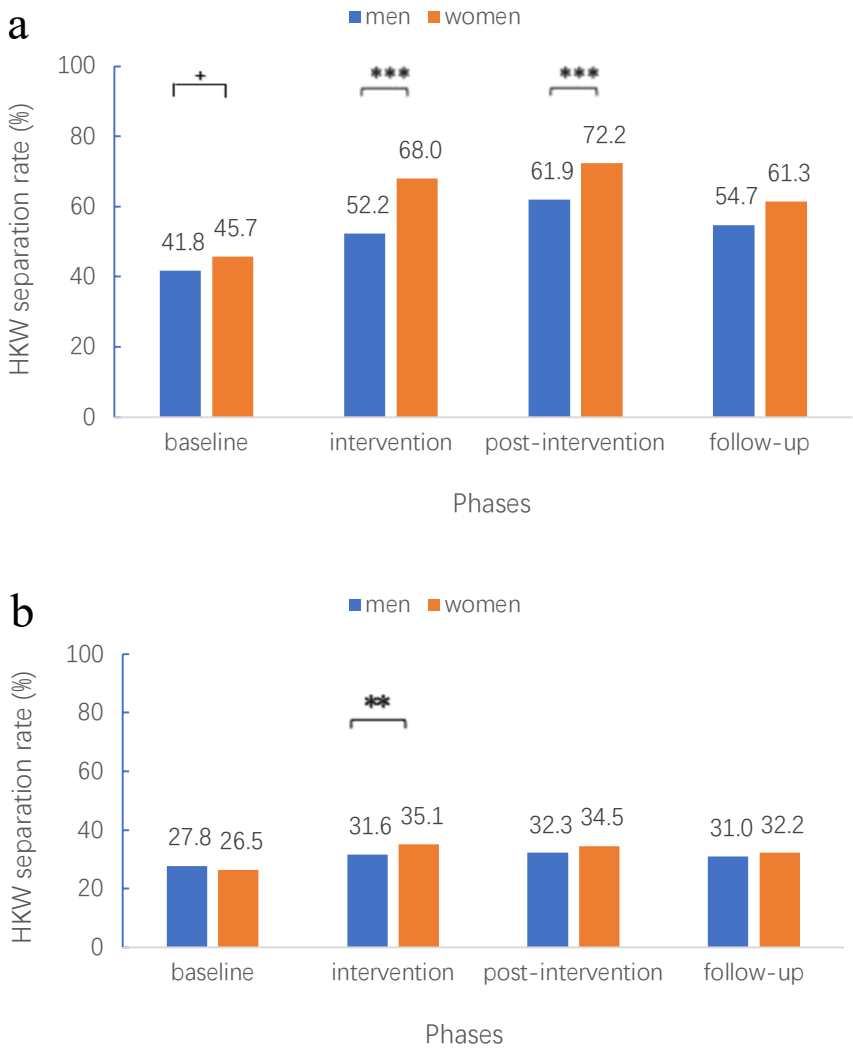 a
men women
HKW separation rate (%)
100
80
60
40
20
0
+
***
***
41.8 45.7
52.2 68.0
61.9 72.2
54.7 61.3
baseline intervention post-intervention follow-up
Phases
b
men women
HKW separation rate (%)
100
80
60
40
20
0
**
27.8 26.5
31.6 35.1
32.3 34.5
31.0 32.2
baseline intervention post-intervention follow-up
Phases